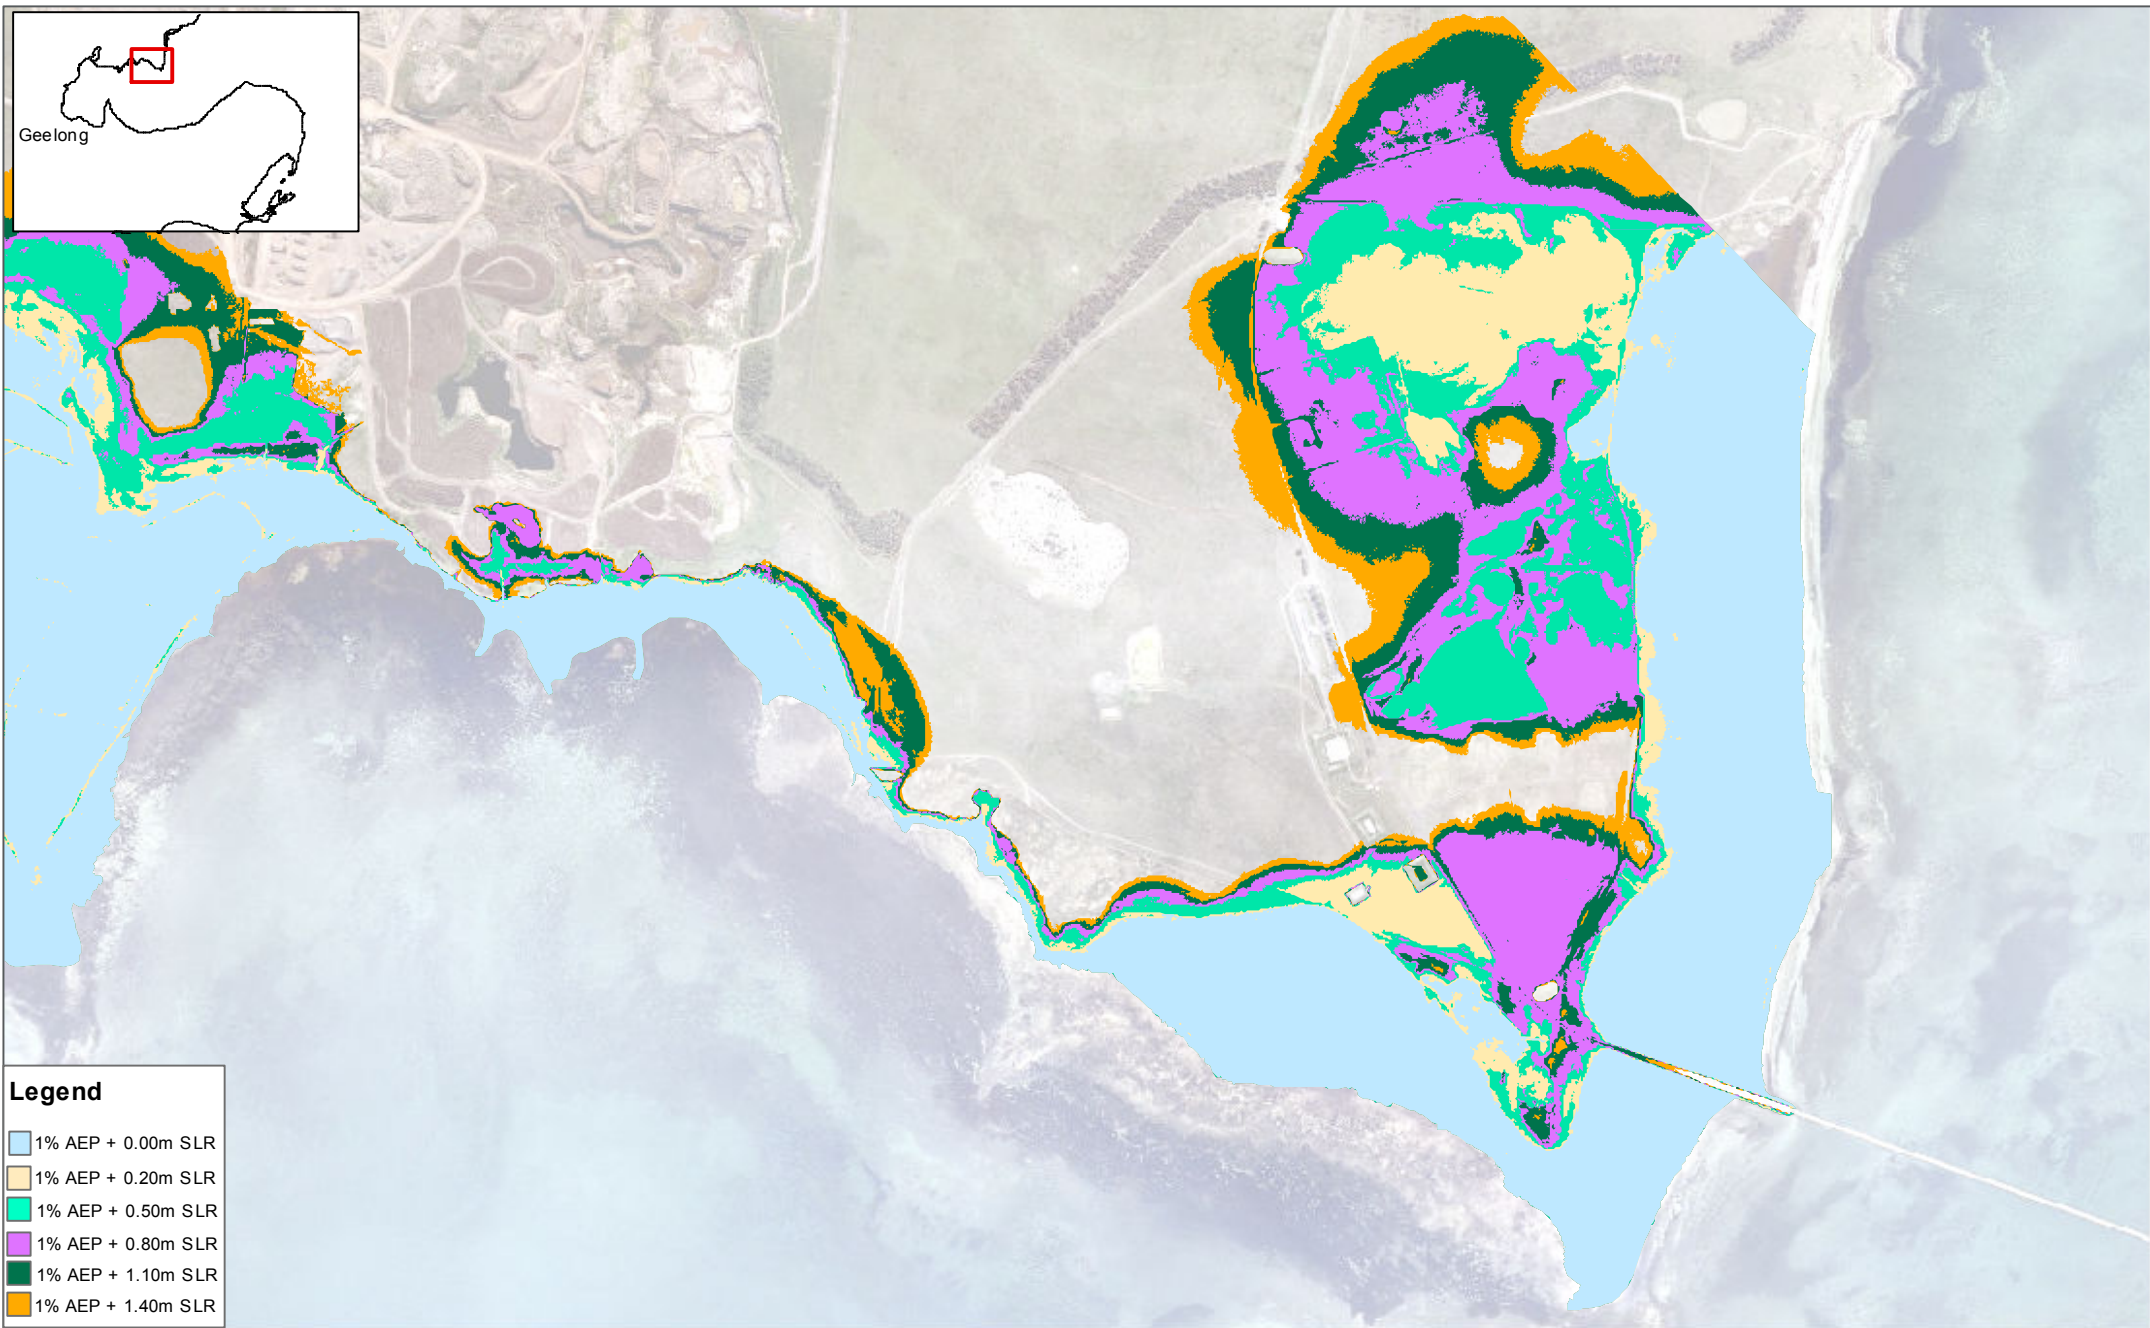 Geelong
Legend
1% AEP + 0.00m SLR
1% AEP + 0.20m SLR
1% AEP + 0.50m SLR
1% AEP + 0.80m SLR
1% AEP + 1.10m SLR
1% AEP + 1.40m SLR